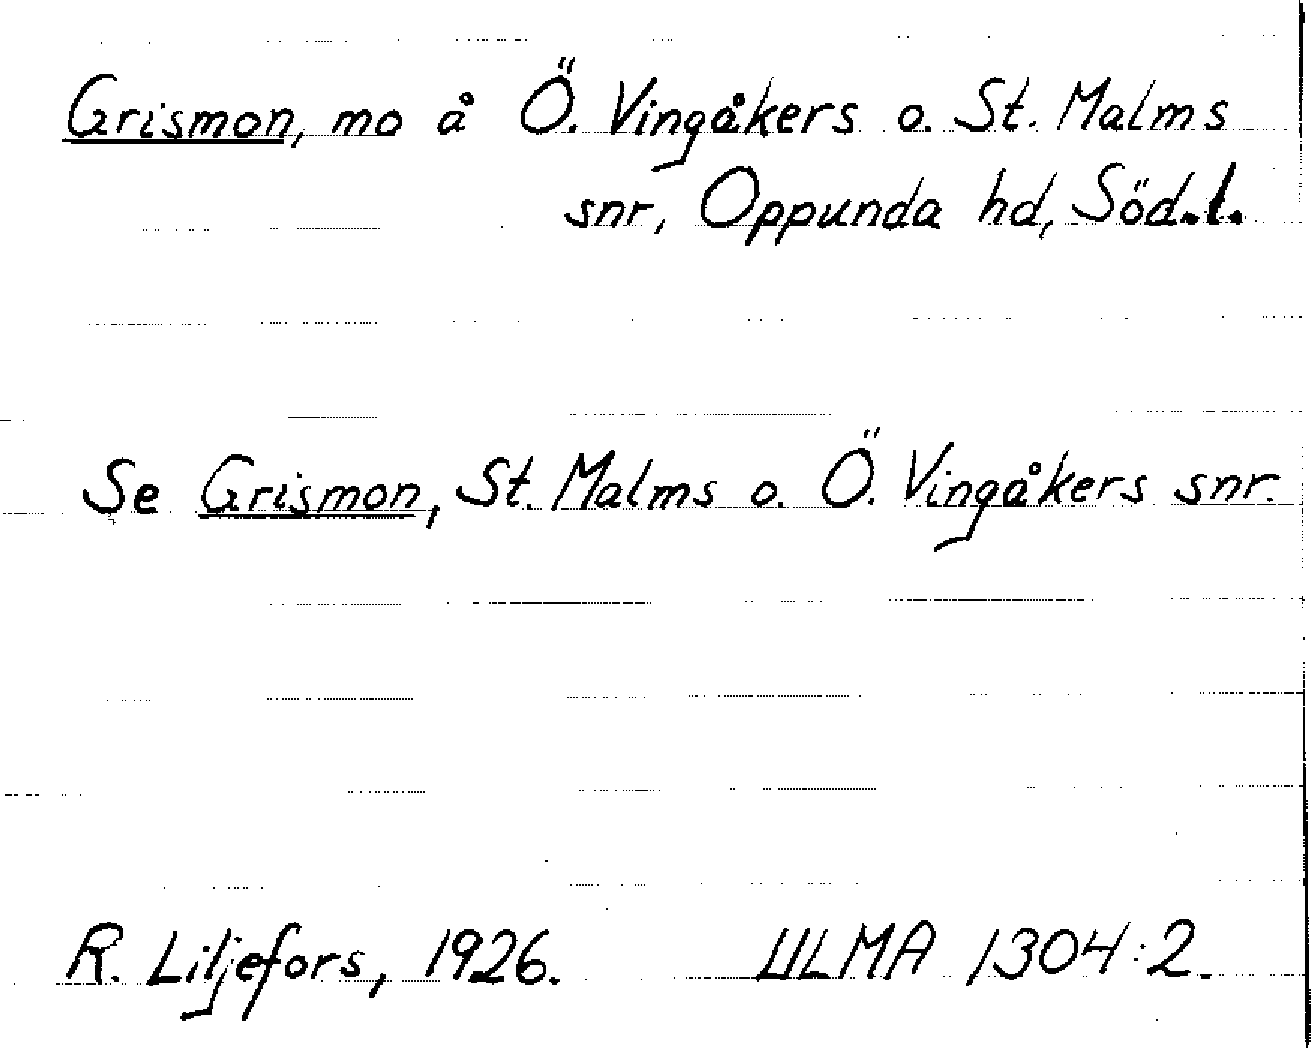 Grismon, mo å Ö. Vingåkers o. St. Malms
snr, Oppunda hd, Söd.l.
Se Grismon, St. Malms o. Ö. Vingåkers snr.
R. Liljefors, 1926. ULMA 1304:2.